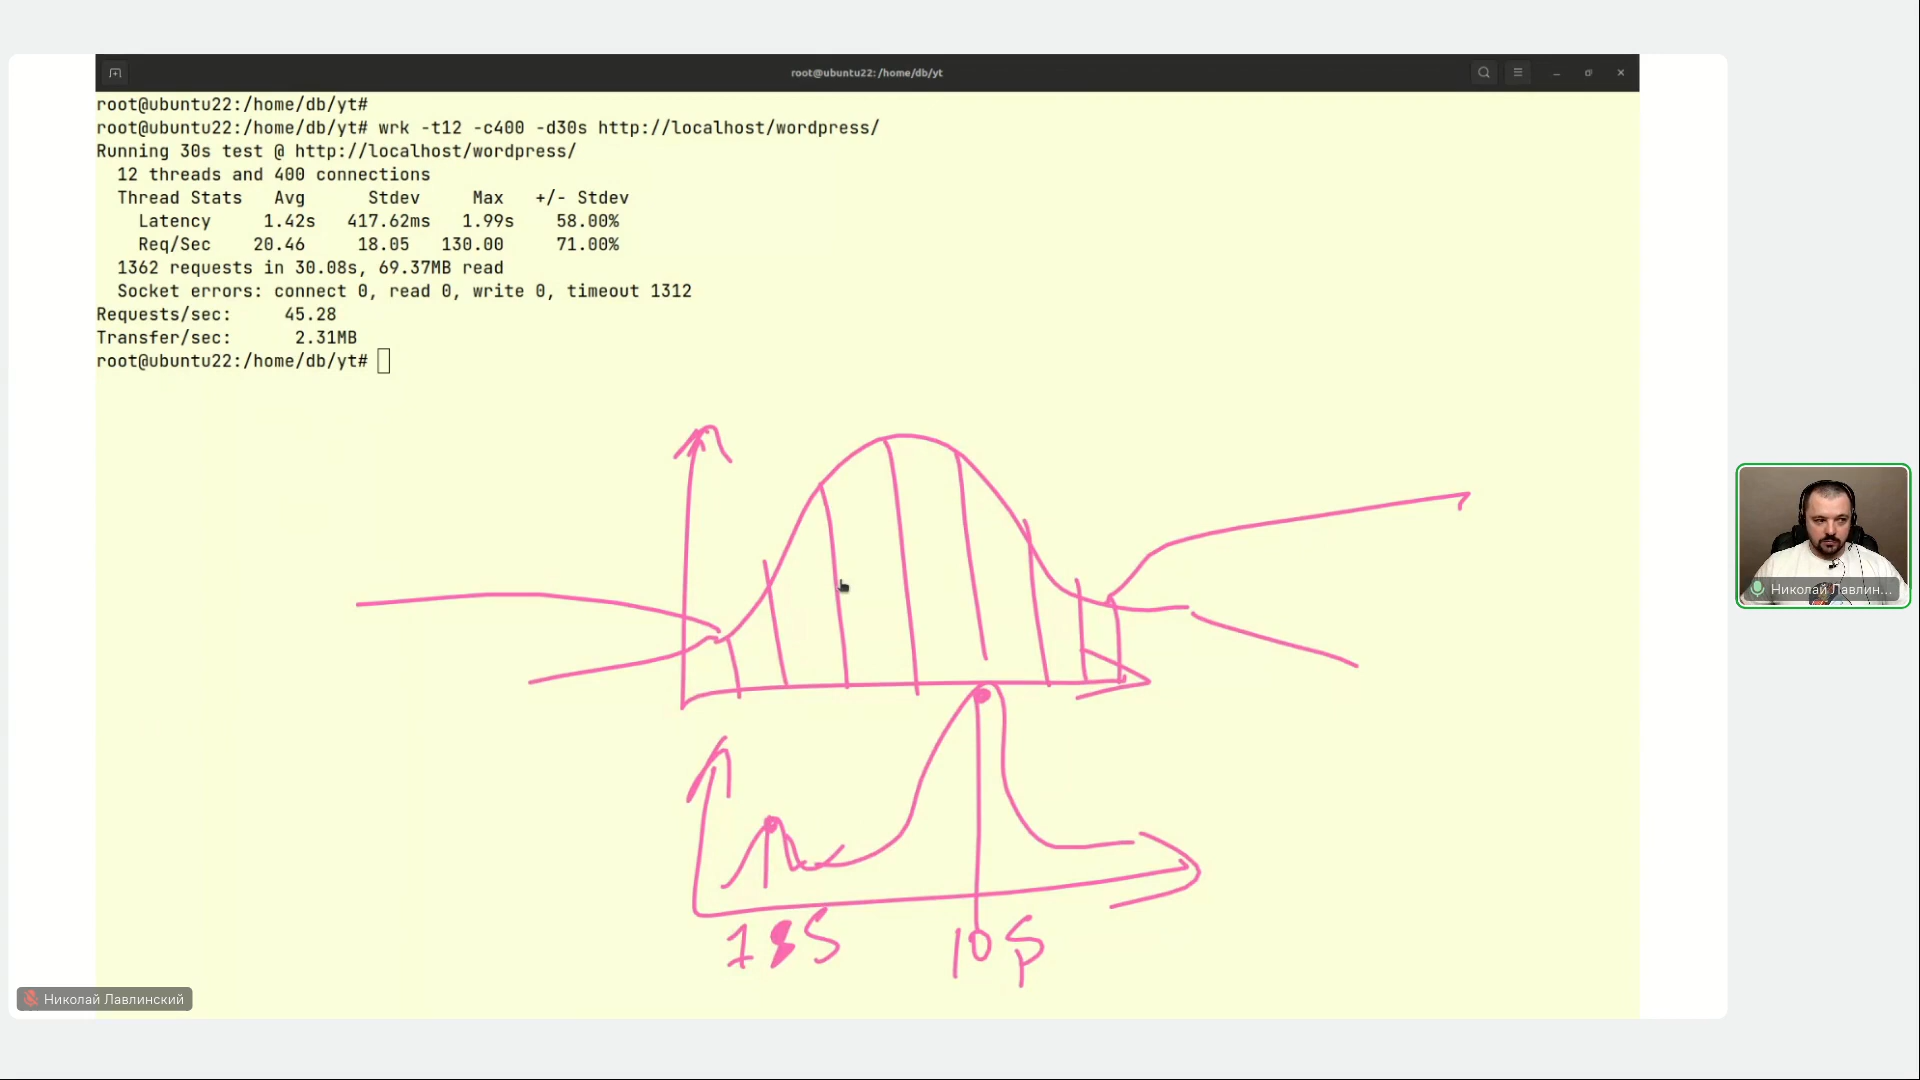 root@ubuntu22: /home/db/yt
root@ubuntu22:/home/db/yt#
root@ubuntu22:/home/db/yt# wrk -t12 -c400 -d30s http://localhost/wordpress/
Running 30s test @ http://localhost/wordpress/
12 threads and 400 connections
Thread Stats Avg Stdev Max +/- Stdev
Latency 1.42s 417.62ms 1.99s 58.00%
Req/Sec 20.46 18.05 130.00 71.00%
1362 requests in 30.08s, 69.37MB read
Socket errors: connect 0, read 0, write 0, timeout 1312
Requests/sec: 45.28
Transfer/sec: 2.31MB
root@ubuntu22:/home/db/yt#
Николай Лавлин...
10 S
Николай Лавлинский